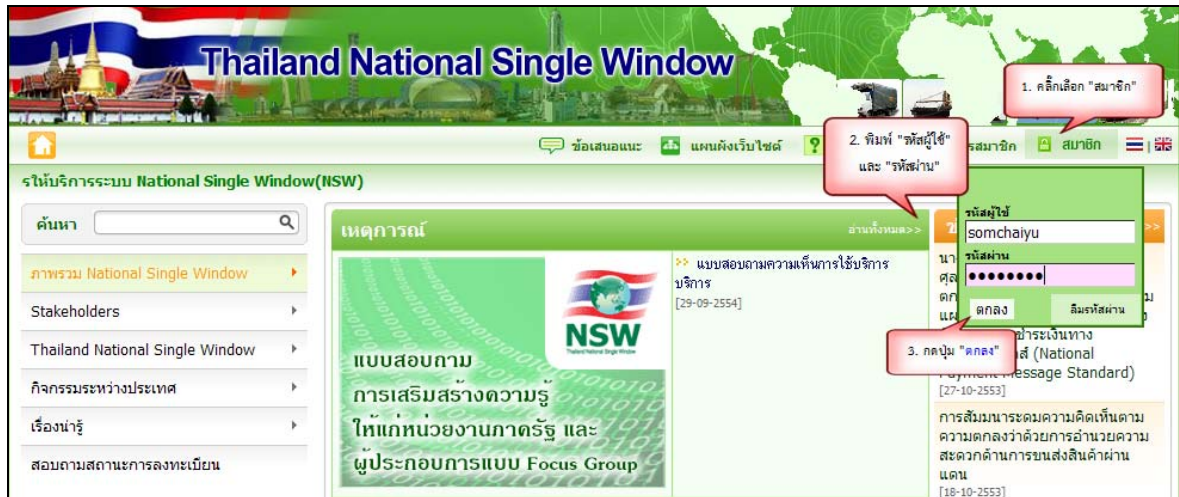 Thailand National Single Window
1. คลิ๊กเลือก "สมาชิก"
2. พิมพ์ "รหัสผู้ใช้"
และ "รหัสผ่าน"
ข้อเสนอแนะ
แผนผังเว็บไซต์
?
รสมาชิก
สมาชิก
|
รให้บริการระบบ National Single Window(NSW)
ค้นหา
ภาพรวม National Single Window
Stakeholders
Thailand National Single Window
กิจกรรมระหว่างประเทศ
เรื่องน่ารู้
สอบถามสถานะการลงทะเบียน
เหตุการณ์
อ่านทั้งหมด>>
NSW
Thailand National Single Window
แบบสอบถาม
การเสริมสร้างความรู้
ให้แก่หน่วยงานภาครัฐ และ
ผู้ประกอบการแบบ Focus Group
>> แบบสอบถามความเห็นการใช้บริการ
บริการ
[29-09-2554]
>>
รหัสผู้ใช้
somchaiyu
รหัสผ่าน
●●●●●●●●
ตกลง
ลืมรหัสผ่าน
3. กดปุ่ม "ตกลง"
ชำระเงินทาง
ส์ (National
Payment Message Standard)
[27-10-2553]
การสัมมนาระดมความคิดเห็นตาม
ความตกลงว่าด้วยการอำนวยความ
สะดวกด้านการขนส่งสินค้าผ่าน
แดน
[18-10-2553]